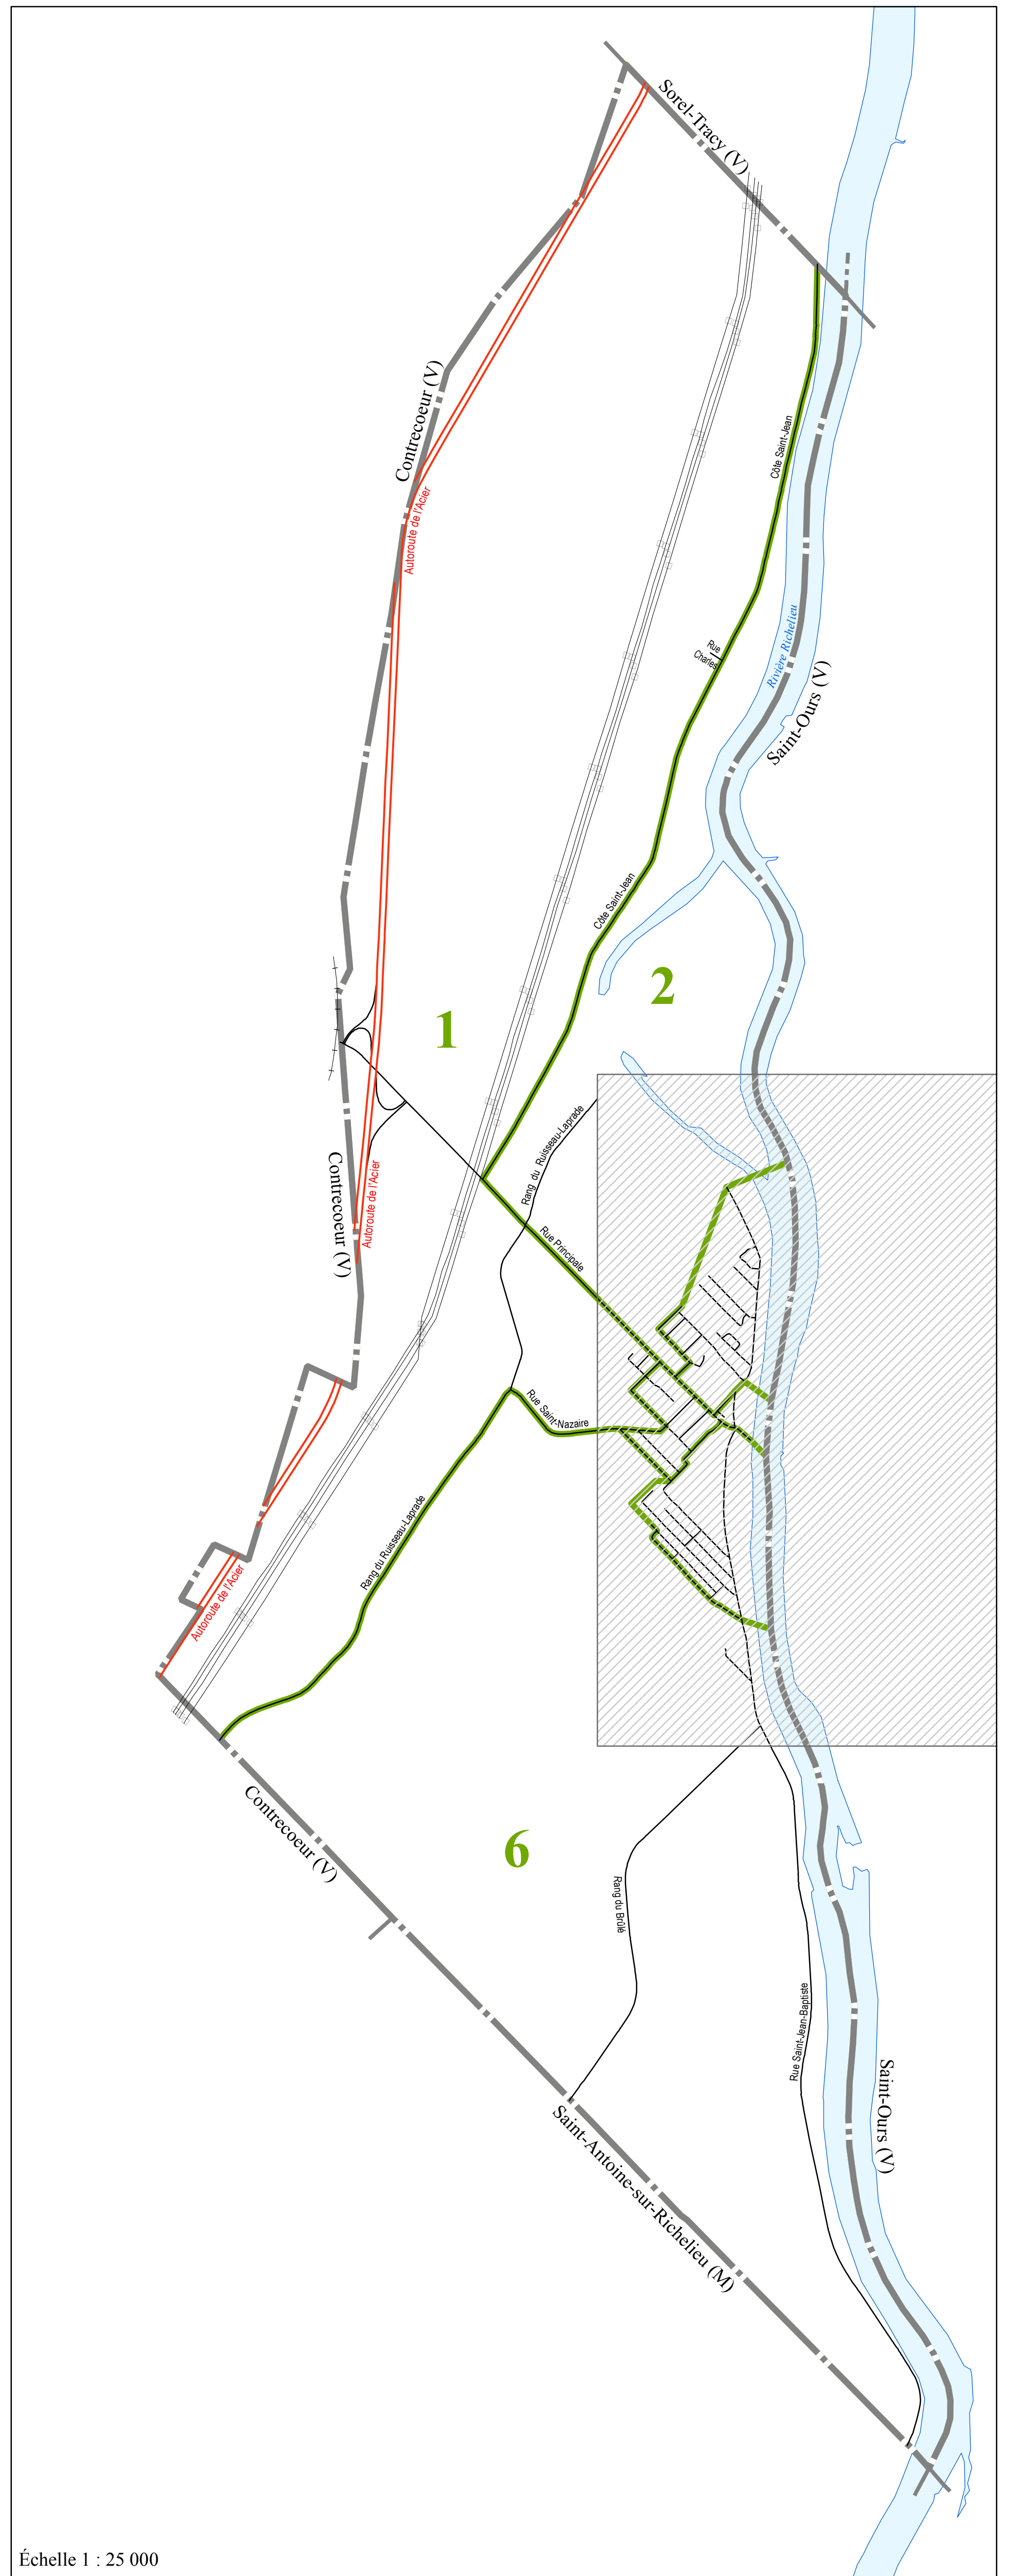 Sorel-Tracy (V)
Contrecoeur (V)
Côte Saint-Jean
Autoroute de l'Acier
Rivière Richelieu
Rue
Charles
Saint-Ours (V)
Côte Saint-Jean
2
1
Rang du Ruisseau-Laprade
Contrecoeur (V)
Autoroute de l'Acier
Rue Principale
Rue Saint-Nazaire
Rang du Ruisseau-Laprade
Autoroute de l'Acier
Contrecoeur (V)
6
Rang du Brûlé
Rue Saint-Jean-Baptiste
Saint-Ours (V)
Saint-Antoine-sur-Richelieu (M)
Échelle 1 : 25 000